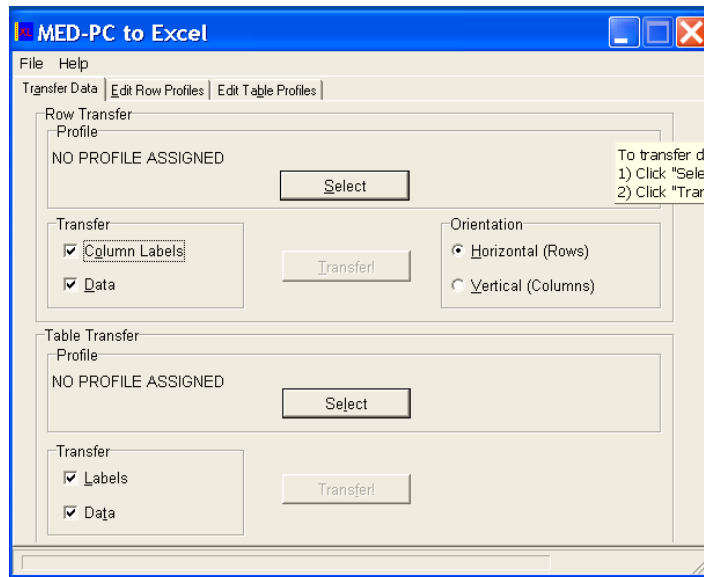 MED-PC to Excel
File Help
Transfer Data Edit Row Profiles Edit Table Profiles
Row Transfer
Profile
NO PROFILE ASSIGNED
Select
To transfer d
1) Click "Sele
2) Click "Tran
Transfer
Column Labels
Data
Transfer!
Orientation
Horizontal (Rows)
Vertical (Columns)
Table Transfer
Profile
NO PROFILE ASSIGNED
Select
Transfer
Labels
Data
Transfer!